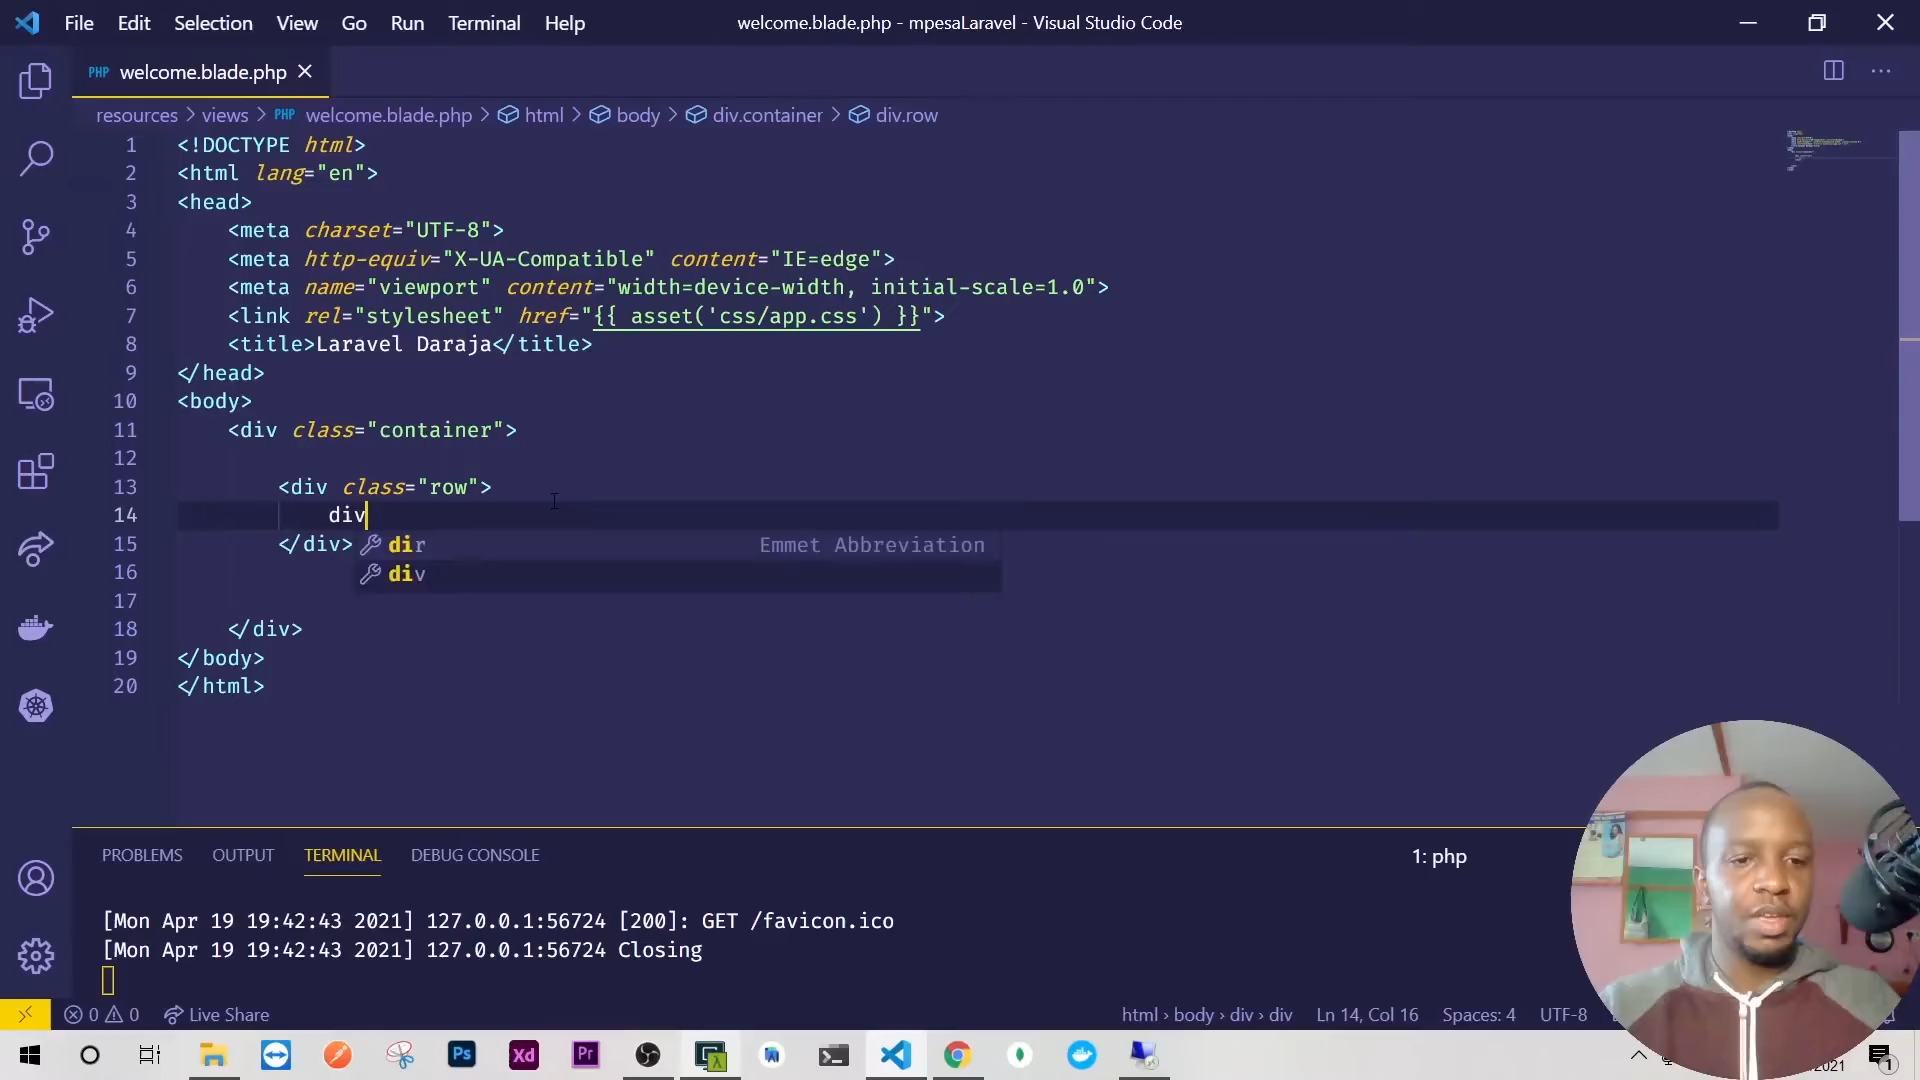 File Edit Selection View Go Run Terminal Help welcome.blade.php - mpesaLaravel - Visual Studio Code
PHP welcome.blade.php
resources > views > PHP welcome.blade.php > html > body > div.container > div.row
1 <!DOCTYPE html>
2 <html lang="en">
3 <head>
4 <meta charset="UTF-8">
5 <meta http-equiv="X-UA-Compatible" content="IE=edge">
6 <meta name="viewport" content="width=device-width, initial-scale=1.0">
7 <link rel="stylesheet" href="{{ asset('css/app.css') }}">
8 <title>Laravel Daraja</title>
9 </head>
10 <body>
11 <div class="container">
12
13 <div class="row">
14 div
15 </div> dir Emmet Abbreviation
16 div
17
18 </div>
19 </body>
20 </html>
PROBLEMS OUTPUT TERMINAL DEBUG CONSOLE 1: php
[Mon Apr 19 19:42:43 2021] 127.0.0.1:56724 [200]: GET /favicon.ico
[Mon Apr 19 19:42:43 2021] 127.0.0.1:56724 Closing
0 0 Live Share html > body > div > div Ln 14, Col 16 Spaces: 4 UTF-8
Ps Xd Pr 2021 1